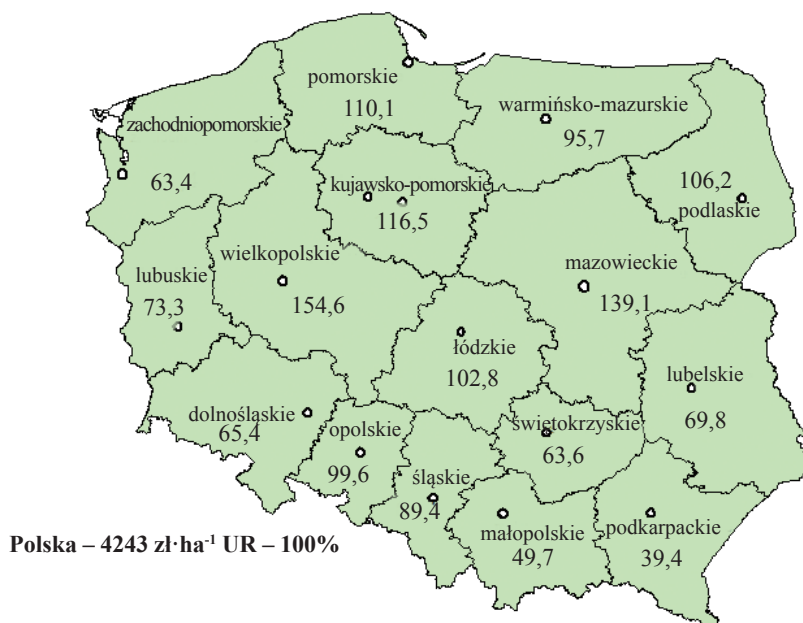 pomorskie
110,1
warmińsko-mazurskie
95,7
zachodniopomorskie
63,4
kujawsko-pomorskie
116,5
106,2
podlaskie
wielkopolskie
154,6
mazowieckie
139,1
lubuskie
73,3
łódzkie
102,8
lubelskie
69,8
dolnośląskie
65,4
opolskie
99,6
świętokrzyskie
63,6
śląskie
89,4
małopolskie
49,7
podkarpackie
39,4
Polska – 4243 zł·ha⁻¹ UR – 100%